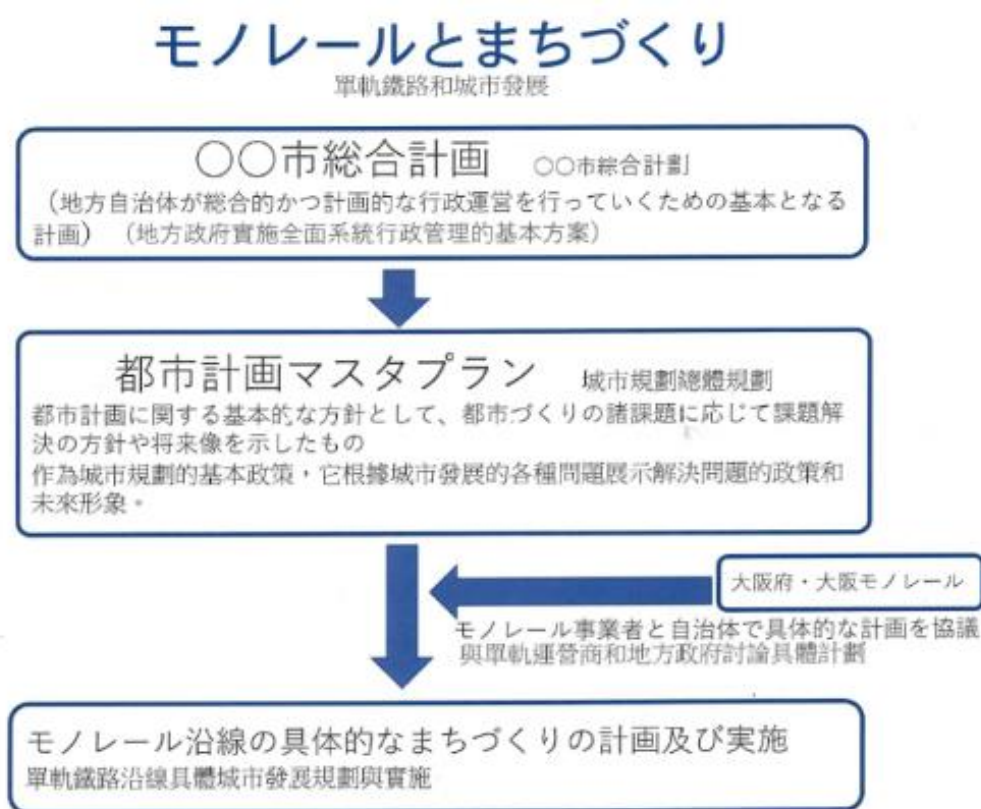 モノレールとまちづくり
單軌鐵路和城市發展
〇〇市総合計画 〇〇市綜合計劃
（地方自治体が総合的かつ計画的な行政運営を行っていくための基本となる
計画）（地方政府實施全面系統行政管理的基本方案）
都市計画マスタプラン 城市規劃總體規劃
都市計画に関する基本的な方針として、都市づくりの諸課題に応じて課題解
決の方針や将来像を示したもの
作為城市規劃的基本政策，它根據城市發展的各種問題展示解決問題的政策和
未來形象。
大阪府・大阪モノレール
モノレール事業者と自治体で具体的な計画を協議
與單軌運營商和地方政府討論具體計劃
モノレール沿線の具体的なまちづくりの計画及び実施
單軌鐵路沿線具體城市發展規劃與實施